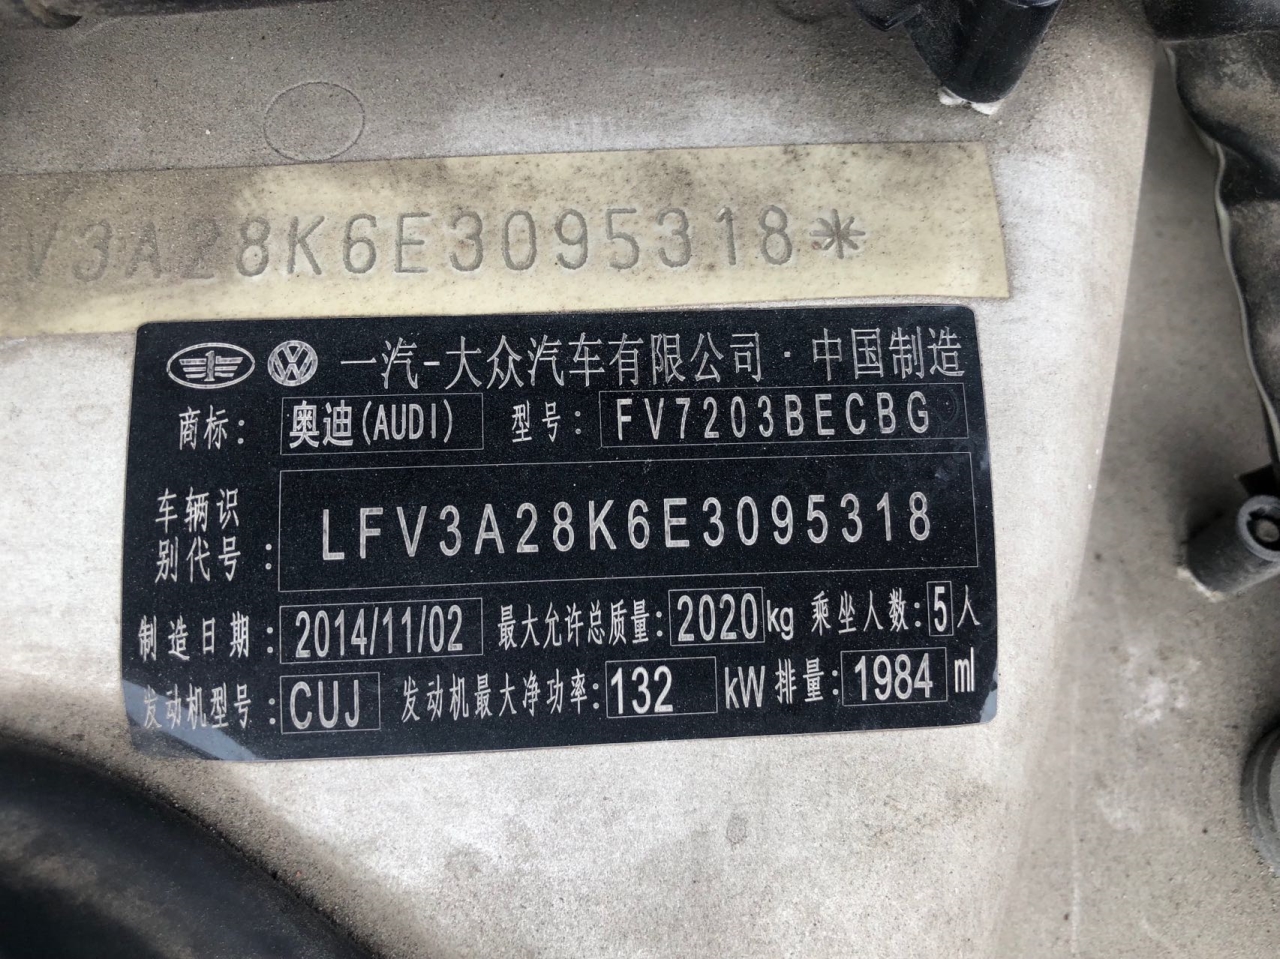 V3A28K6E3095318*
一汽-大众汽车有限公司·中国制造
商标: 奥迪(AUDI) 型号: FV7203BECBG
车辆识别代号: LFV3A28K6E3095318
制造日期: 2014/11/02 最大允许总质量: 2020kg 乘坐人数: 5人
发动机型号: CUJ 发动机最大净功率: 132 kW 排量: 1984 ml